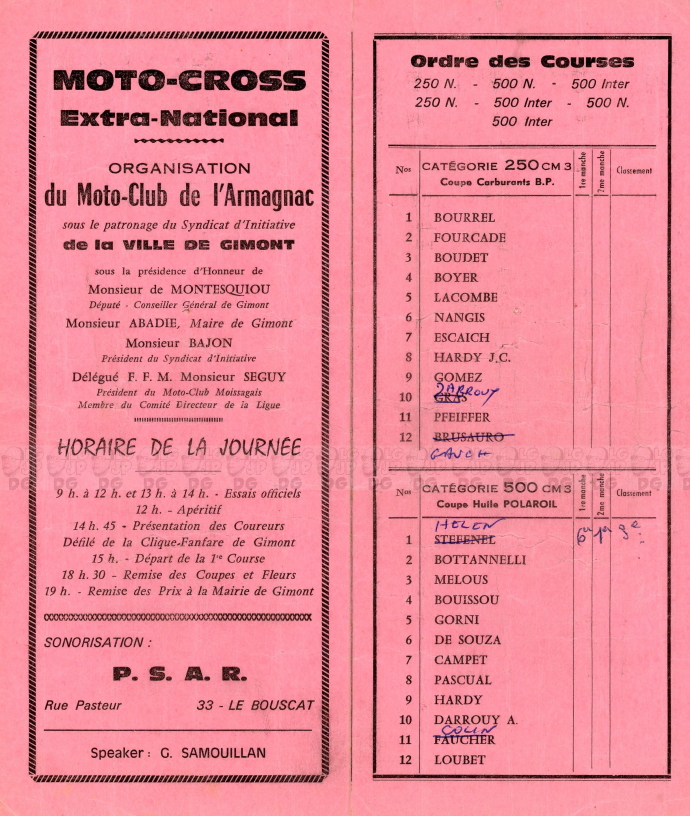 MOTO-CROSS
Extra-National
ORGANISATION
du Moto-Club de l'Armagnac
sous le patronage du Syndicat d'Initiative
de la VILLE DE GIMONT
sous la présidence d'Honneur de
Monsieur de MONTESQUIOU
Député - Conseiller Général de Gimont
Monsieur ABADIE, Maire de Gimont
Monsieur BAJON
Président du Syndicat d'Initiative
Délégué F. F. M. Monsieur SEGUY
Président du Moto-Club Moissagais
Membre du Comité Directeur de la Ligue
HORAIRE DE LA JOURNÉE
9 h. à 12 h. et 13 h. à 14 h. - Essais officiels
12 h. - Apéritif
14 h. 45 - Présentation des Coureurs
Défilé de la Clique-Fanfare de Gimont
15 h. - Départ de la 1re Course
18 h. 30 - Remise des Coupes et Fleurs
19 h. - Remise des Prix à la Mairie de Gimont
SONORISATION :
P. S. A. R.
Rue Pasteur 33 - LE BOUSCAT
Speaker : G. SAMOUILLAN
Ordre des Courses
250 N. - 500 N. - 500 Inter
250 N. - 500 Inter - 500 N.
500 Inter
Nos CATÉGORIE 250 CM3 1re manche 2me manche Classement
Coupe Carburants B.P.
1 BOURREL
2 FOURCADE
3 BOUDET
4 BOYER
5 LACOMBE
6 NANGIS
7 ESCAICH
8 HARDY J.C.
9 GOMEZ
10 GRAS
11 PFEIFFER
12 BRUSAURO
Nos CATÉGORIE 500 CM3 1re manche 2me manche Classement
Coupe Huile POLAROIL
HELEN
1 STEFENEL
2 BOTTANNELLI
3 MELOUS
4 BOUISSOU
5 GORNI
6 DE SOUZA
7 CAMPET
8 PASCUAL
9 HARDY
10 DARROUY A.
COLIN
11 FAUCHER
12 LOUBET